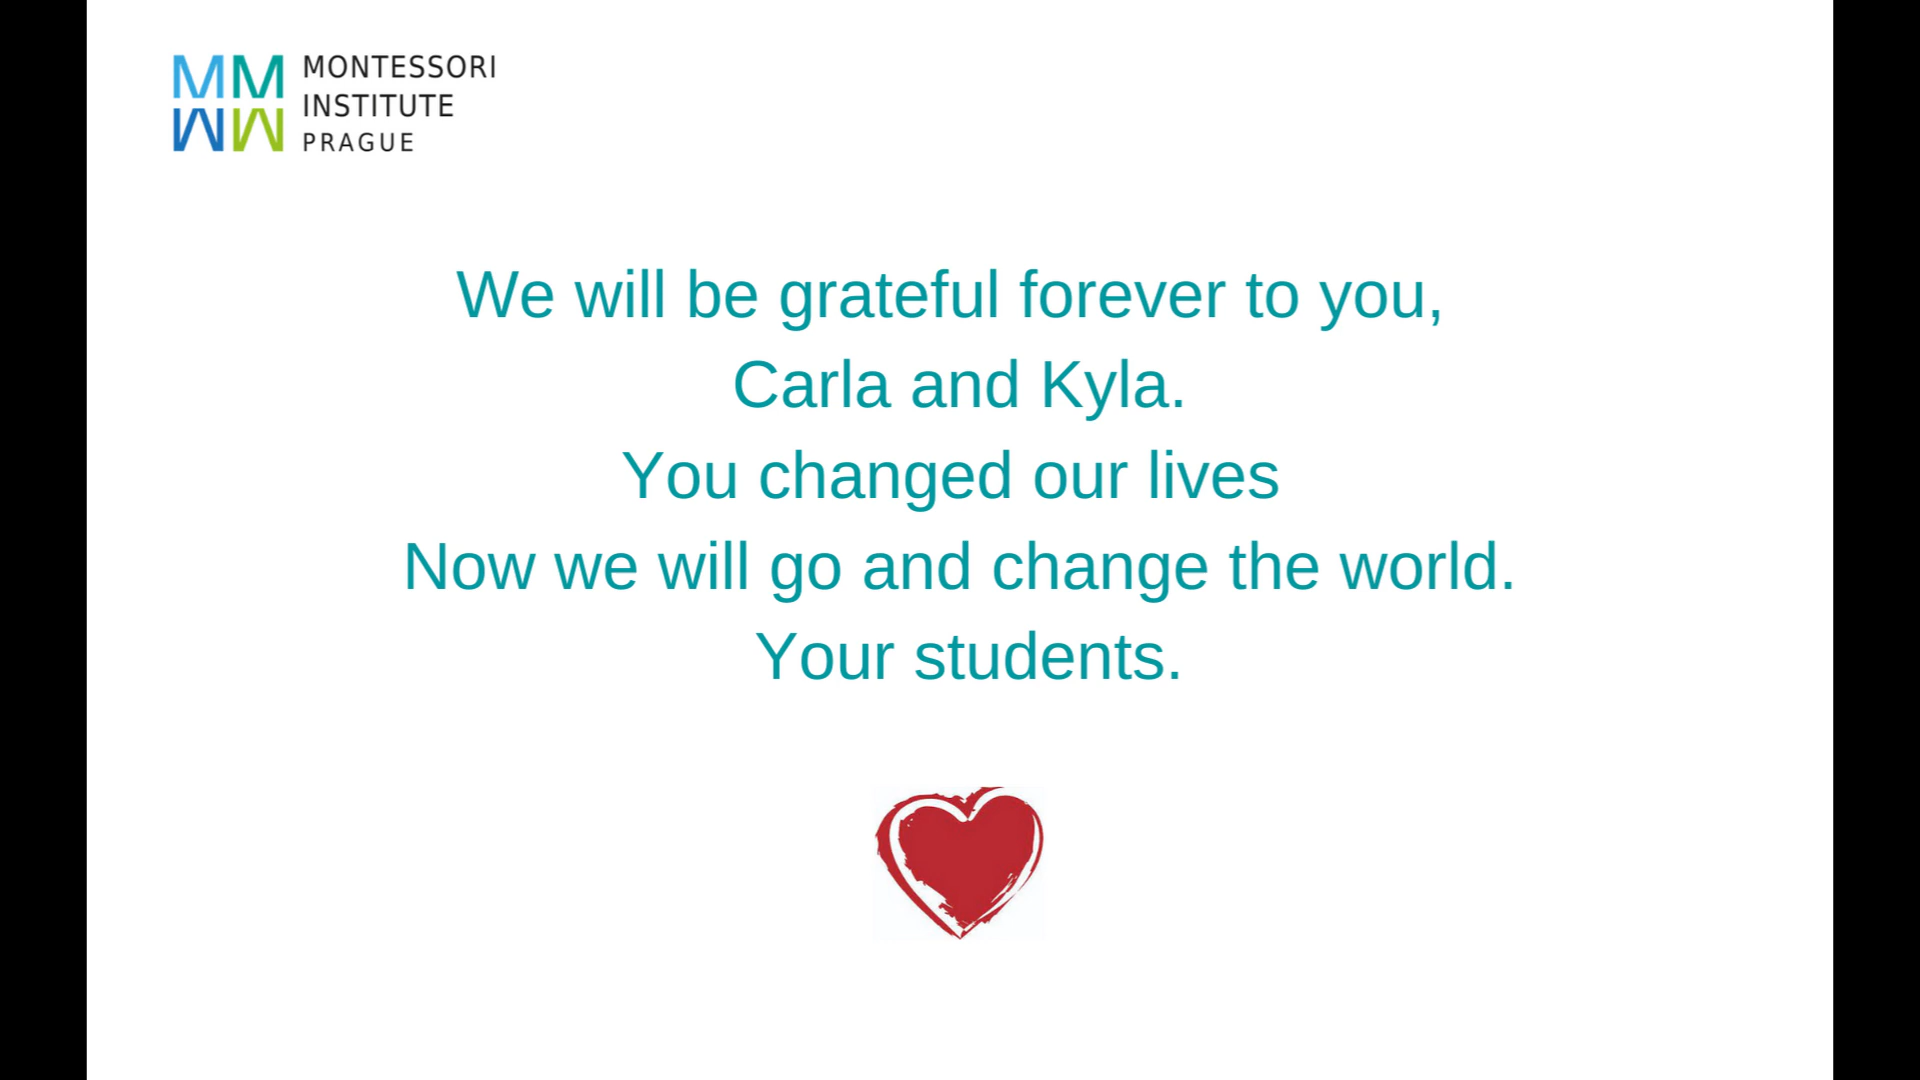 MONTESSORI
INSTITUTE
PRAGUE
We will be grateful forever to you,
Carla and Kyla.
You changed our lives
Now we will go and change the world.
Your students.